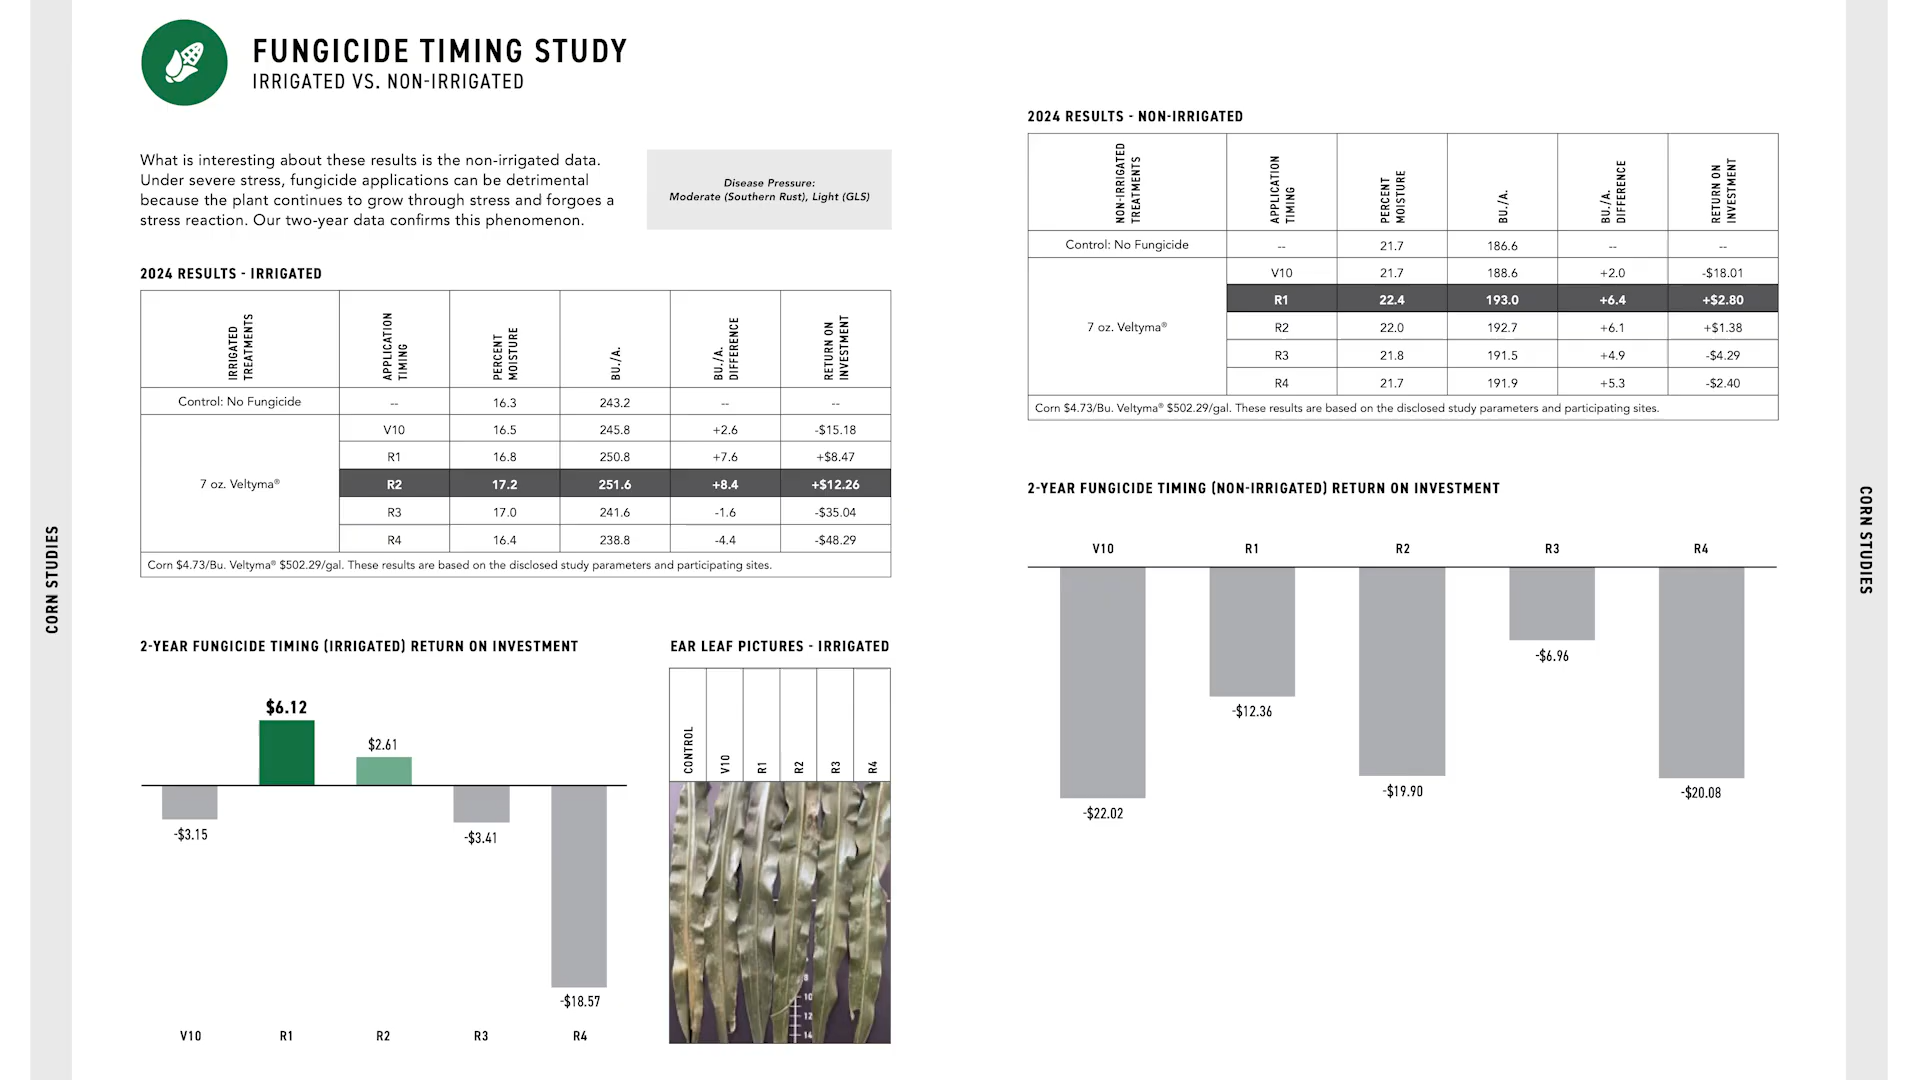 FUNGICIDE TIMING STUDY
IRRIGATED VS. NON-IRRIGATED
What is interesting about these results is the non-irrigated data.
Under severe stress, fungicide applications can be detrimental
because the plant continues to grow through stress and forgoes a
stress reaction. Our two-year data confirms this phenomenon.
Disease Pressure:
Moderate (Southern Rust), Light (GLS)
2024 RESULTS - IRRIGATED
IRRIGATED TREATMENTS APPLICATION TIMING PERCENT MOISTURE BU./A. BU./A. DIFFERENCE RETURN ON INVESTMENT
Control: No Fungicide -- 16.3 243.2 -- --
7 oz. Veltyma®
V10 16.5 245.8 +2.6 -$15.18
R1 16.8 250.8 +7.6 +$8.47
R2 17.2 251.6 +8.4 +$12.26
R3 17.0 241.6 -1.6 -$35.04
R4 16.4 238.8 -4.4 -$48.29
Corn $4.73/Bu. Veltyma® $502.29/gal. These results are based on the disclosed study parameters and participating sites.
2-YEAR FUNGICIDE TIMING (IRRIGATED) RETURN ON INVESTMENT
$6.12
$2.61
-$3.15
-$3.41
-$18.57
V10 R1 R2 R3 R4
EAR LEAF PICTURES - IRRIGATED
CONTROL V10 R1 R2 R3 R4
8
10
12
14
2024 RESULTS - NON-IRRIGATED
NON-IRRIGATED TREATMENTS APPLICATION TIMING PERCENT MOISTURE BU./A. BU./A. DIFFERENCE RETURN ON INVESTMENT
Control: No Fungicide -- 21.7 186.6 -- --
7 oz. Veltyma®
V10 21.7 188.6 +2.0 -$18.01
R1 22.4 193.0 +6.4 +$2.80
R2 22.0 192.7 +6.1 +$1.38
R3 21.8 191.5 +4.9 -$4.29
R4 21.7 191.9 +5.3 -$2.40
Corn $4.73/Bu. Veltyma® $502.29/gal. These results are based on the disclosed study parameters and participating sites.
2-YEAR FUNGICIDE TIMING (NON-IRRIGATED) RETURN ON INVESTMENT
V10 R1 R2 R3 R4
-$6.96
-$12.36
-$19.90
-$20.08
-$22.02
CORN STUDIES
CORN STUDIES